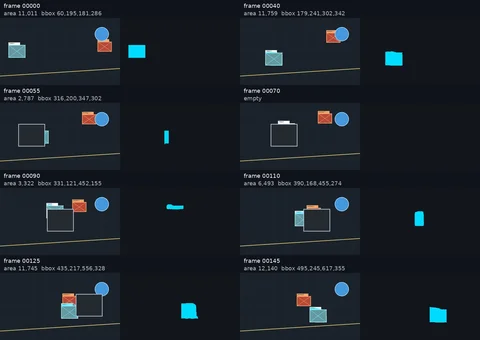 frame 00000
area 11,011 bbox 60,195,181,286
frame 00040
area 11,759 bbox 179,241,302,342
frame 00055
area 2,787 bbox 316,200,347,302
frame 00070
empty
frame 00090
area 3,322 bbox 331,121,452,155
frame 00110
area 6,493 bbox 390,168,455,274
frame 00125
area 11,745 bbox 435,217,556,328
frame 00145
area 12,140 bbox 495,245,617,355